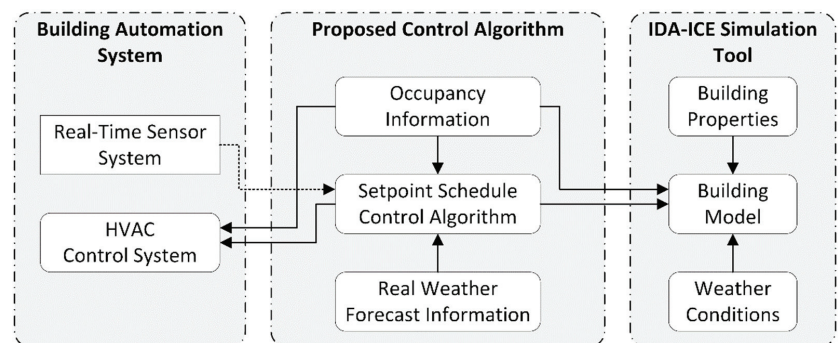 Building Automation
System
Real-Time Sensor
System
HVAC
Control System
Proposed Control Algorithm
Occupancy
Information
Setpoint Schedule
Control Algorithm
Real Weather
Forecast Information
IDA-ICE Simulation
Tool
Building
Properties
Building
Model
Weather
Conditions